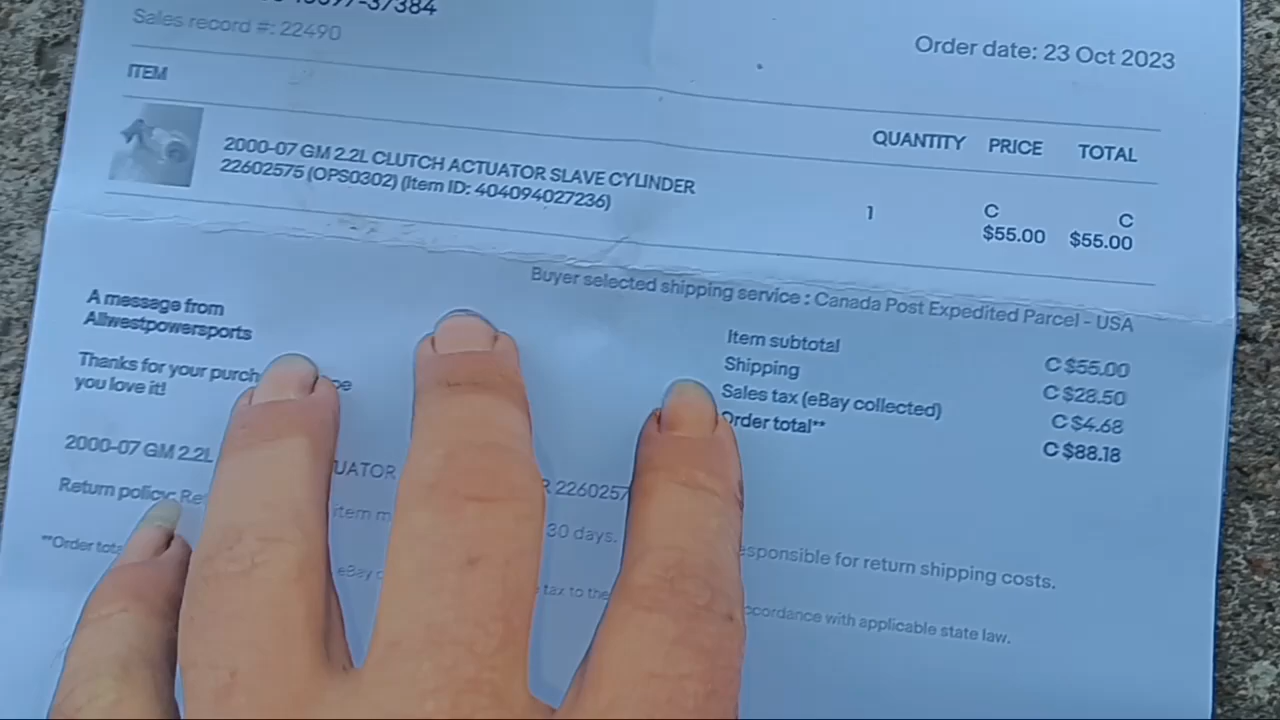 37384
Sales record #: 22490
Order date: 23 Oct 2023
ITEM
QUANTITY PRICE TOTAL
2000-07 GM 2.2L CLUTCH ACTUATOR SLAVE CYLINDER
22602575 (OPS0302) (Item ID: 404094027236)
1
C
$55.00
C
$55.00
Buyer selected shipping service : Canada Post Expedited Parcel - USA
A message from
Allwestpowersports
Thanks for your purch
you love it!
Item subtotal C $55.00
Shipping C $28.50
Sales tax (eBay collected) C $4.68
Order total** C $88.18
2000-07 GM 2.2L UATOR R 2260257
Return policy: Re item m 30 days. esponsible for return shipping costs.
**Order tota eBay tax to the ccordance with applicable state law.